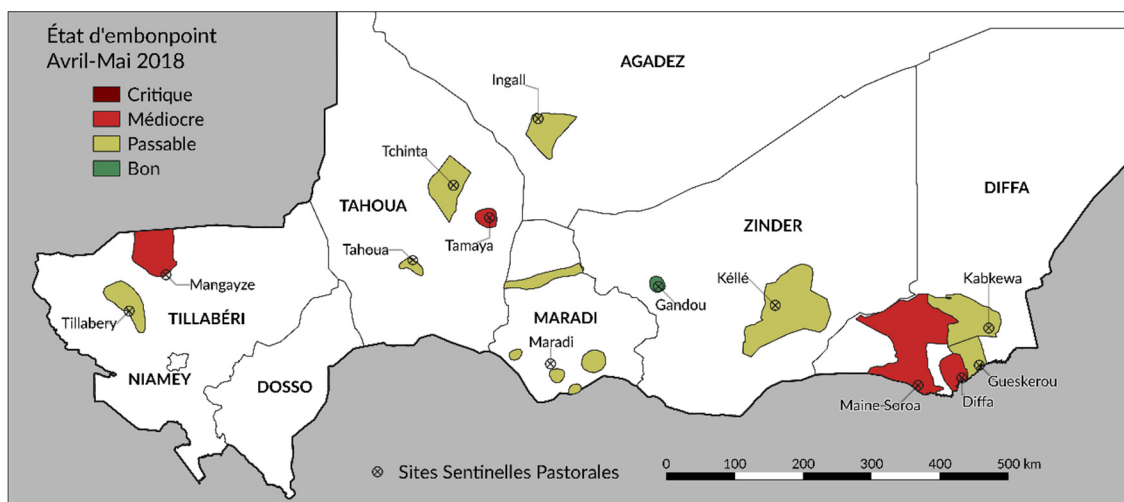 État d'embonpoint
Avril-Mai 2018
Critique
Médiocre
Passable
Bon
AGADEZ
Ingall
Tchinta
DIFFA
TAHOUA
ZINDER
Tamaya
Tahoua
Kéllé
Kabkewa
Mangayze
Gandou
Tillabery
TILLABÉRI
MARADI
Maradi
NIAMEY
DOSSO
Gueskerou
Maine-Soroa
Diffa
Sites Sentinelles Pastorales
0 100 200 300 400 500 km